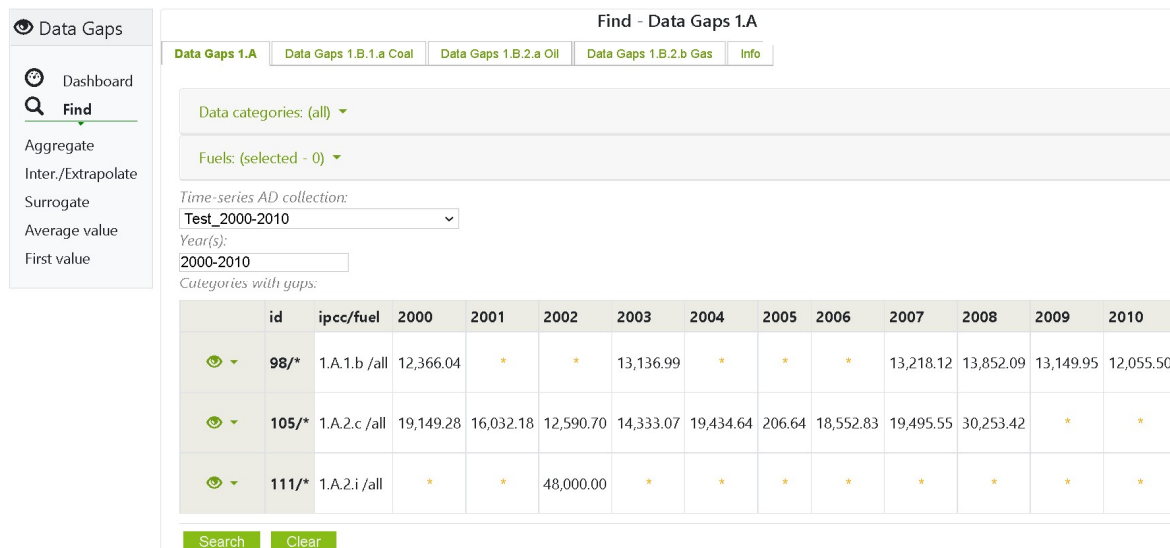 Data Gaps
Dashboard
Find
Aggregate
Inter./Extrapolate
Surrogate
Average value
First value
Find - Data Gaps 1.A
Data Gaps 1.A Data Gaps 1.B.1.a Coal Data Gaps 1.B.2.a Oil Data Gaps 1.B.2.b Gas Info
Data categories: (all)
Fuels: (selected - 0)
Time-series AD collection:
Test_2000-2010
Year(s):
2000-2010
Categories with gaps:
id ipcc/fuel 2000 2001 2002 2003 2004 2005 2006 2007 2008 2009 2010
98/* 1.A.1.b /all 12,366.04 * * 13,136.99 * * * 13,218.12 13,852.09 13,149.95 12,055.50
105/* 1.A.2.c /all 19,149.28 16,032.18 12,590.70 14,333.07 19,434.64 206.64 18,552.83 19,495.55 30,253.42 * *
111/* 1.A.2.i /all * * 48,000.00 * * * * * * * *
Search Clear